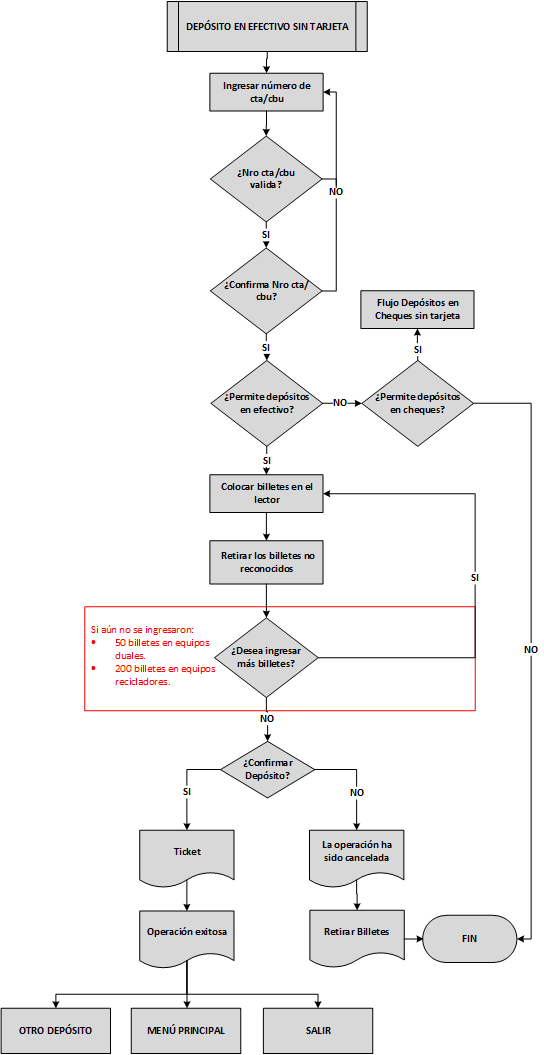 DEPÓSITO EN EFECTIVO SIN TARJETA
Ingresar número de
cta/cbu
¿Nro cta/cbu
valida?
NO
SI
¿Confirma Nro cta/
cbu?
Flujo Depósitos en
Cheques sin tarjeta
SI
SI
¿Permite depósitos
en efectivo?
NO
¿Permite depósitos
en cheques?
SI
Colocar billetes en el
lector
Retirar los billetes no
reconocidos
SI
Si aún no se ingresaron:
• 50 billetes en equipos
duales.
• 200 billetes en equipos
recicladores.
¿Desea ingresar
más billetes?
NO
NO
¿Confirmar
Depósito?
SI
NO
Ticket
La operación ha
sido cancelada
Operación exitosa
Retirar Billetes
FIN
OTRO DEPÓSITO
MENÚ PRINCIPAL
SALIR